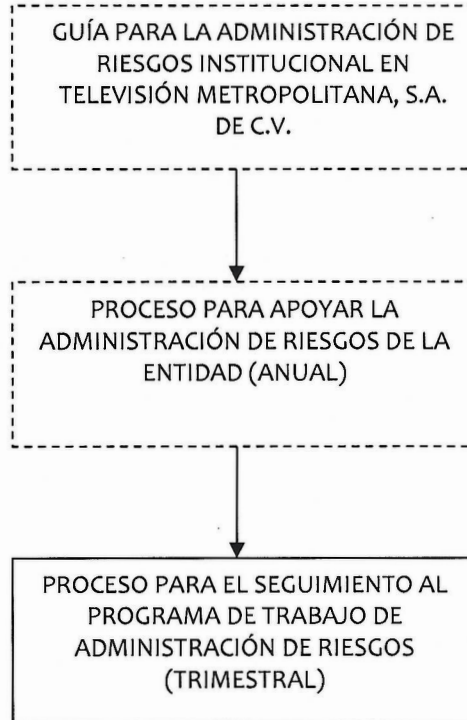 GUÍA PARA LA ADMINISTRACIÓN DE
RIESGOS INSTITUCIONAL EN
TELEVISIÓN METROPOLITANA, S.A.
DE C.V.
PROCESO PARA APOYAR LA
ADMINISTRACIÓN DE RIESGOS DE LA
ENTIDAD (ANUAL)
PROCESO PARA EL SEGUIMIENTO AL
PROGRAMA DE TRABAJO DE
ADMINISTRACIÓN DE RIESGOS
(TRIMESTRAL)